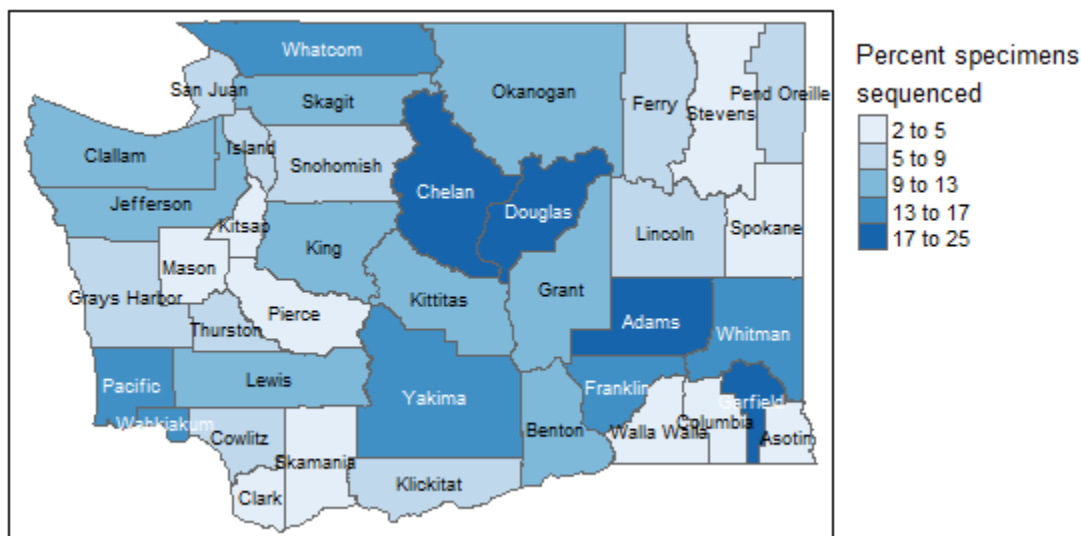 Whatcom
San Juan
Skagit
Okanogan
Ferry
Stevens
Pend Oreille
Clallam
Island
Snohomish
Chelan
Douglas
Jefferson
Kitsap
King
Lincoln
Spokane
Mason
Grays Harbor
Thurston
Pierce
Kittitas
Grant
Adams
Whitman
Pacific
Lewis
Yakima
Franklin
Garfield
Wahkiakum
Cowlitz
Benton
Walla Walla
Columbia
Asotin
Skamania
Clark
Klickitat
Percent specimens
sequenced
2 to 5
5 to 9
9 to 13
13 to 17
17 to 25